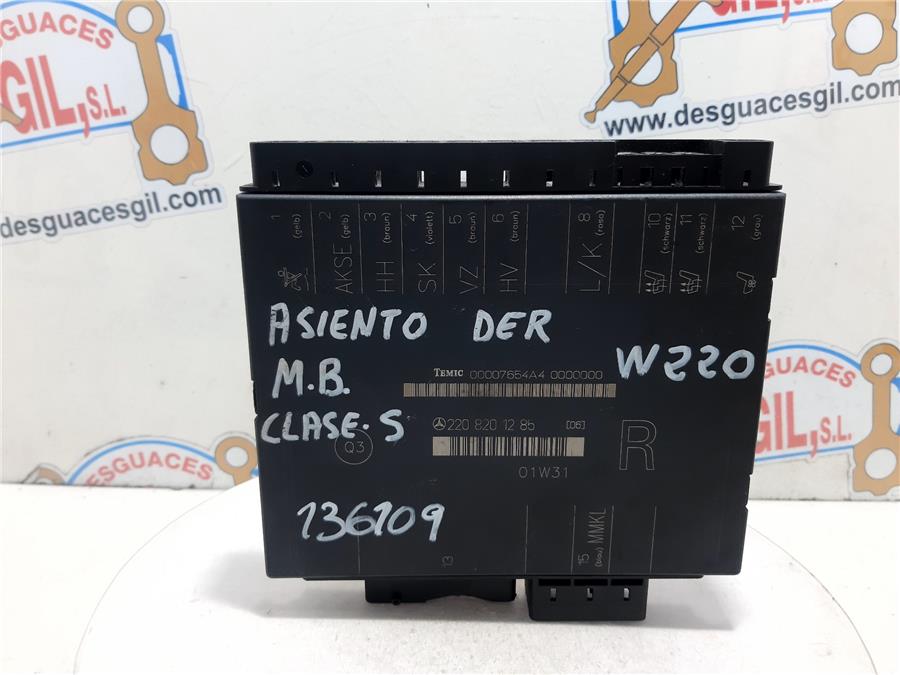 DESGUACES
GIL,S.L.
www.desguacesgil.com
desguacesgil.com
1
(gelb)
2
AKSE (gelb)
3
HH (braun)
4
SK (violett)
5
VZ (braun)
6
HV (braun)
8
L/K (rosa)
10
(schwarz)
11
(schwarz)
12
(grau)
ASIENTO DER
M.B.
CLASE-S
W220
TEMIC 00007654A4 0000000
220 820 12 85 [06]
Q3
01W31
R
136109
13
15
(blau) MMKL
DESGUACES
GIL,S.L.